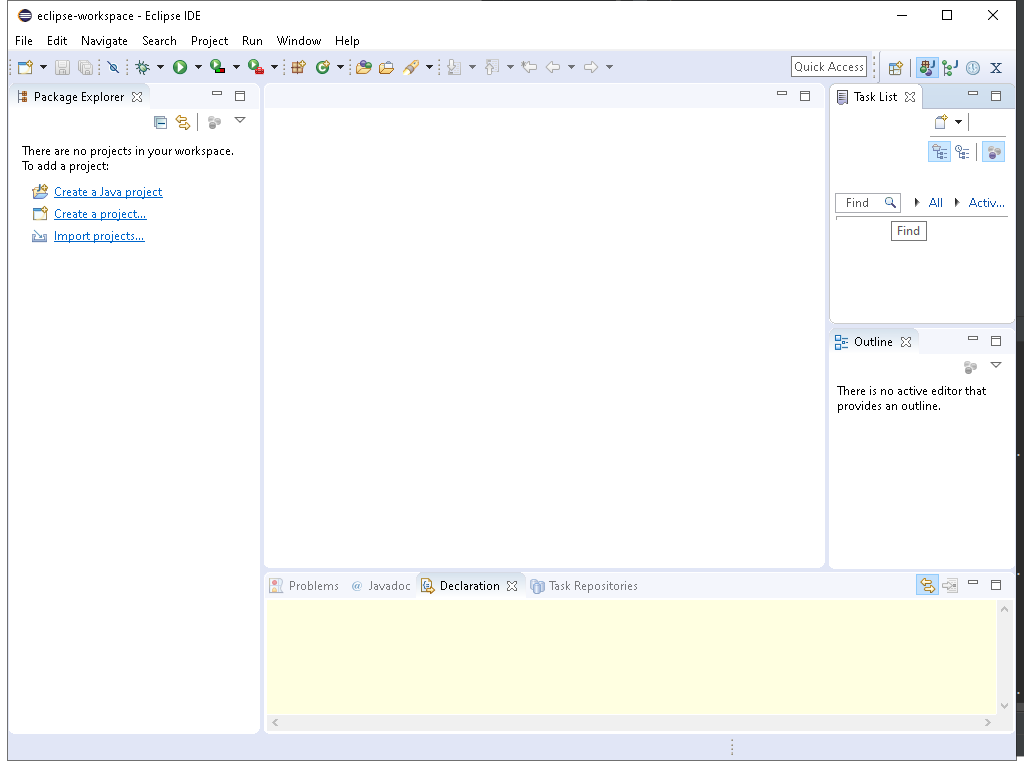 eclipse-workspace - Eclipse IDE
File Edit Navigate Search Project Run Window Help
Quick Access
Package Explorer
There are no projects in your workspace.
To add a project:
Create a Java project
Create a project...
Import projects...
Task List
Find All Activ...
Find
Outline
There is no active editor that
provides an outline.
Problems @ Javadoc Declaration Task Repositories